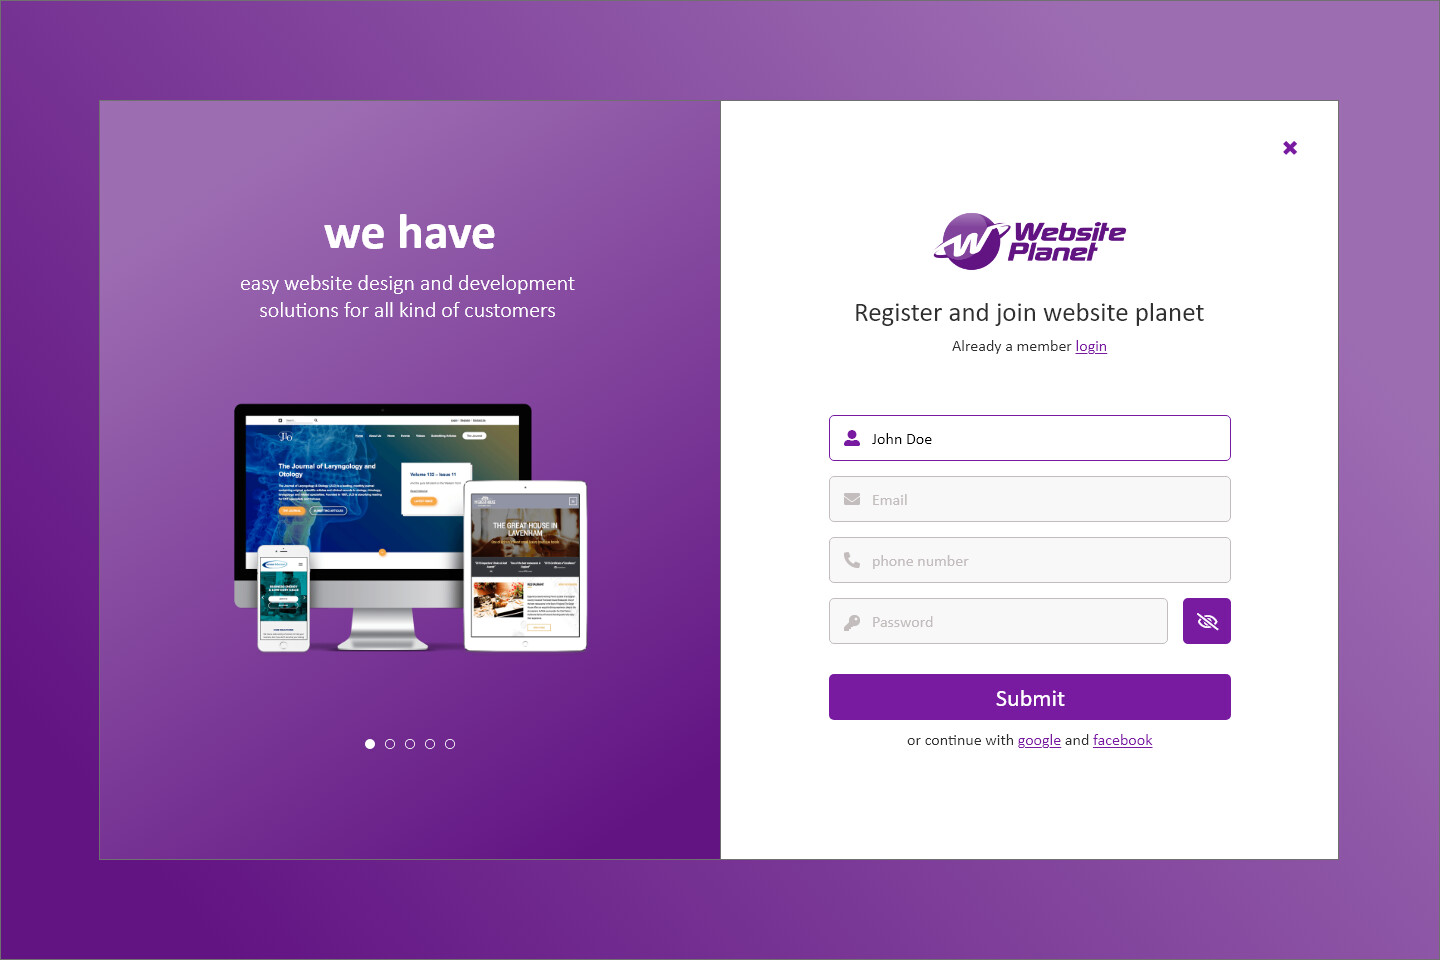 we have
easy website design and development
solutions for all kind of customers
The Journal of Laryngology and
Otology
Volume 132 - Issue 11
THE GREAT HOUSE IN
LAVENHAM
Website
Planet
Register and join website planet
Already a member login
John Doe
Email
phone number
Password
Submit
or continue with google and facebook